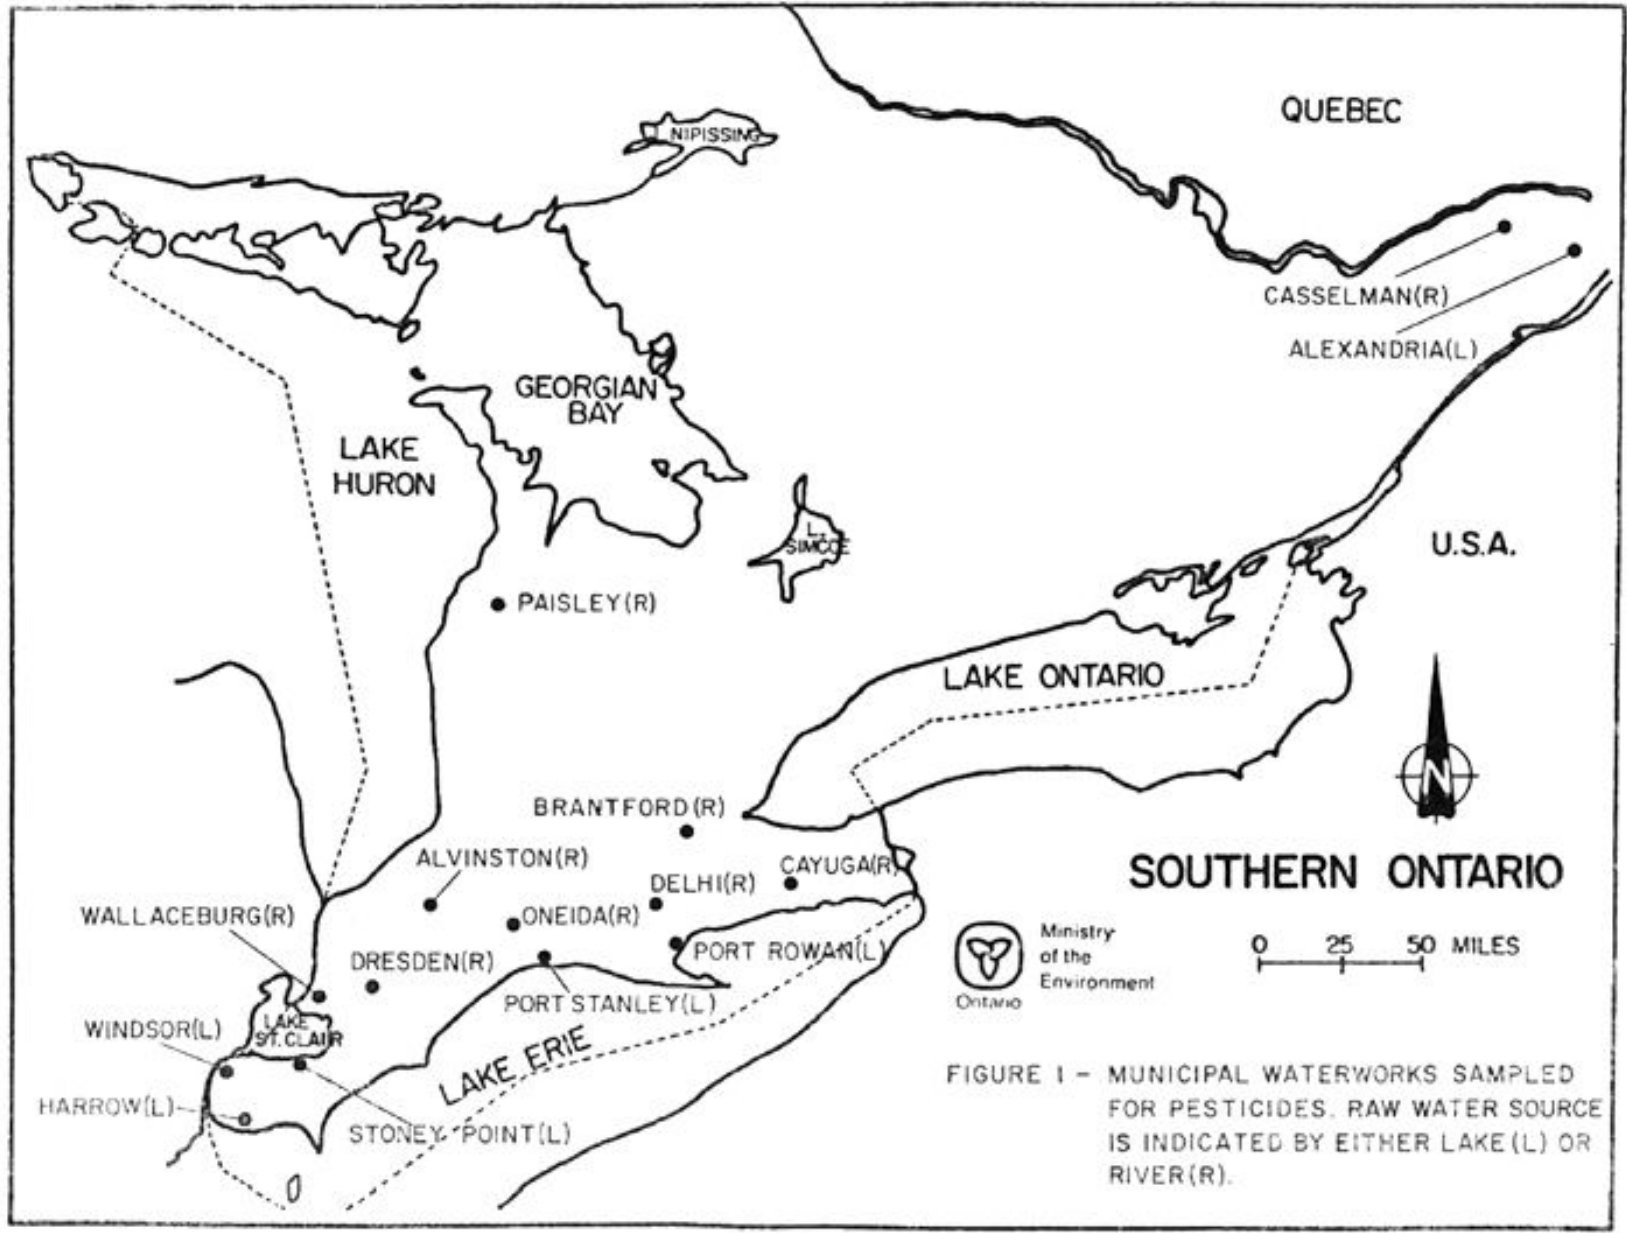 QUEBEC
NIPISSING
CASSELMAN(R)
ALEXANDRIA(L)
GEORGIAN
BAY
LAKE
HURON
L.
SIMCOE
U.S.A.
PAISLEY(R)
LAKE ONTARIO
N
BRANTFORD(R)
ALVINSTON(R)
CAYUGA(R)
DELHI(R)
SOUTHERN ONTARIO
WALLACEBURG(R)
ONEIDA(R)
DRESDEN(R)
PORT ROWAN(L)
Ministry
of the
Environment
Ontario
0 25 50 MILES
PORT STANLEY(L)
WINDSOR(L)
LAKE
ST. CLAIR
LAKE ERIE
HARROW(L)
STONEY POINT(L)
FIGURE 1 - MUNICIPAL WATERWORKS SAMPLED
FOR PESTICIDES. RAW WATER SOURCE
IS INDICATED BY EITHER LAKE(L) OR
RIVER(R).